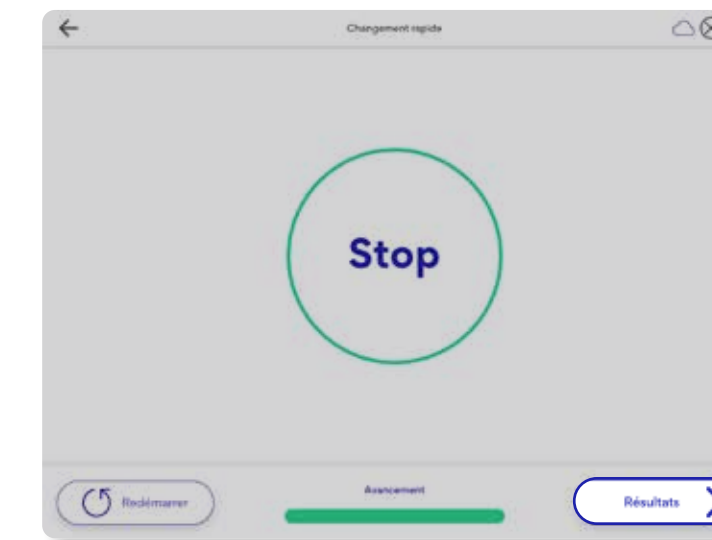 Changement rapide
Stop
Redémarrer
Avancement
Résultats